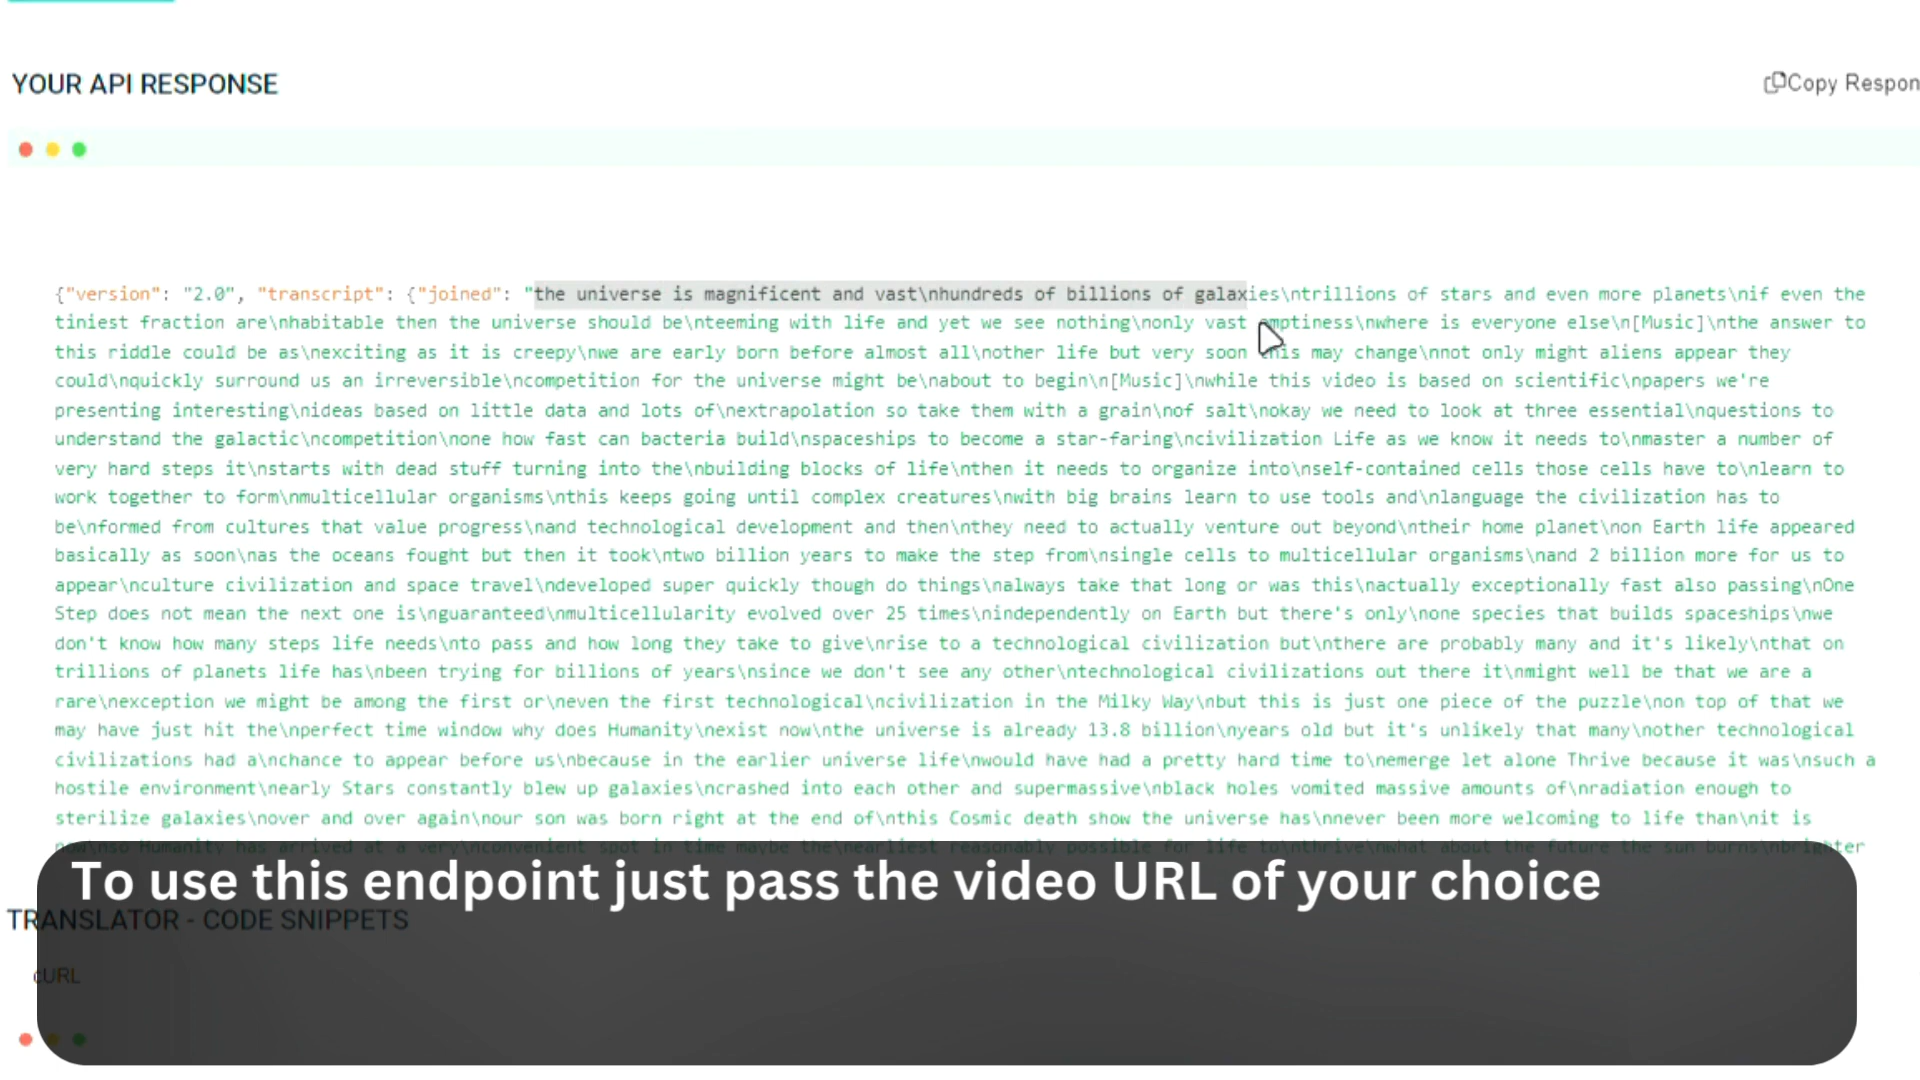 YOUR API RESPONSE
Copy Respon
{"version": "2.0", "transcript": {"joined": "the universe is magnificent and vast\nhundreds of billions of galaxies\ntrillions of stars and even more planets\nif even the
tiniest fraction are\nhabitable then the universe should be\nteeming with life and yet we see nothing\nonly vast emptiness\nwhere is everyone else\n[Music]\nthe answer to
this riddle could be as\nexciting as it is creepy\nwe are early born before almost all\nother life but very soon this may change\nnot only might aliens appear they
could\nquickly surround us an irreversible\ncompetition for the universe might be\nabout to begin\n[Music]\nwhile this video is based on scientific\npapers we're
presenting interesting\nideas based on little data and lots of\nextrapolation so take them with a grain\nof salt\nokay we need to look at three essential\nquestions to
understand the galactic\ncompetition\none how fast can bacteria build\nspaceships to become a star-faring\ncivilization Life as we know it needs to\nmaster a number of
very hard steps it\nstarts with dead stuff turning into the\nbuilding blocks of life\nthen it needs to organize into\nself-contained cells those cells have to\nlearn to
work together to form\nmulticellular organisms\nthis keeps going until complex creatures\nwith big brains learn to use tools and\nlanguage the civilization has to
be\nformed from cultures that value progress\nand technological development and then\nthey need to actually venture out beyond\ntheir home planet\non Earth life appeared
basically as soon\nas the oceans fought but then it took\ntwo billion years to make the step from\nsingle cells to multicellular organisms\nand 2 billion more for us to
appear\nculture civilization and space travel\ndeveloped super quickly though do things\nalways take that long or was this\nactually exceptionally fast also passing\nOne
Step does not mean the next one is\nguaranteed\nmulticellularity evolved over 25 times\nindependently on Earth but there's only\none species that builds spaceships\nwe
don't know how many steps life needs\nto pass and how long they take to give\nrise to a technological civilization but\nthere are probably many and it's likely\nthat on
trillions of planets life has\nbeen trying for billions of years\nsince we don't see any other\ntechnological civilizations out there it\nmight well be that we are a
rare\nexception we might be among the first or\neven the first technological\ncivilization in the Milky Way\nbut this is just one piece of the puzzle\non top of that we
may have just hit the\nperfect time window why does Humanity\nexist now\nthe universe is already 13.8 billion\nyears old but it's unlikely that many\nother technological
civilizations had a\nchance to appear before us\nbecause in the earlier universe life\nwould have had a pretty hard time to\nemerge let alone Thrive because it was\nsuch a
hostile environment\nearly Stars constantly blew up galaxies\ncrashed into each other and supermassive\nblack holes vomited massive amounts of\nradiation enough to
sterilize galaxies\nover and over again\nour son was born right at the end of\nthis Cosmic death show the universe has\nnever been more welcoming to life than\nit is
now\nso Humanity has arrived at a very\nconvenient spot in time maybe the\nearliest reasonably possible for life to\nthrive\nwhat about the future the sun burns\nbrighter
To use this endpoint just pass the video URL of your choice
TRANSLATOR - CODE SNIPPETS
cURL